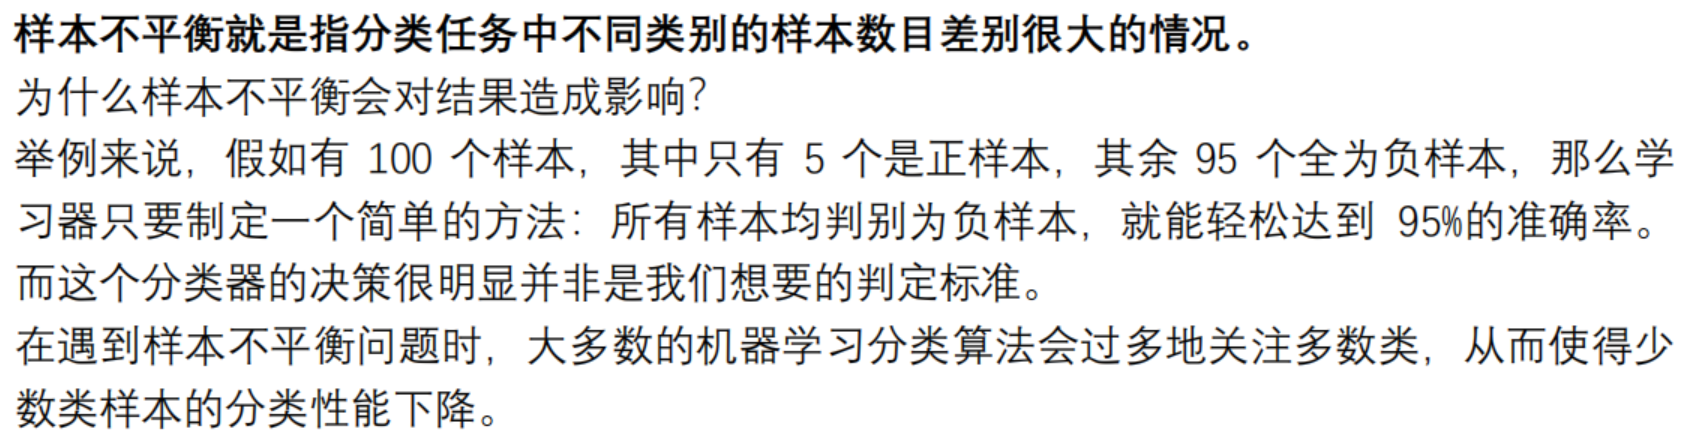 样本不平衡就是指分类任务中不同类别的样本数目差别很大的情况。
为什么样本不平衡会对结果造成影响？
举例来说，假如有 100 个样本，其中只有 5 个是正样本，其余 95 个全为负样本，那么学
习器只要制定一个简单的方法：所有样本均判别为负样本，就能轻松达到 95%的准确率。
而这个分类器的决策很明显并非是我们想要的判定标准。
在遇到样本不平衡问题时，大多数的机器学习分类算法会过多地关注多数类，从而使得少
数类样本的分类性能下降。